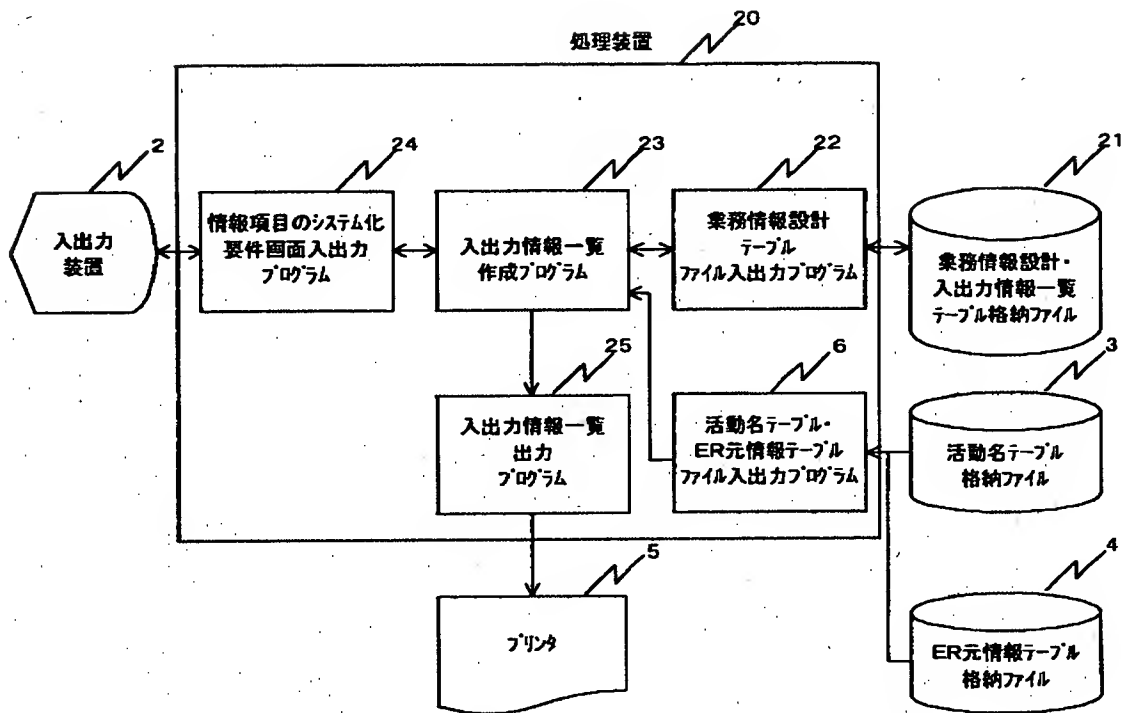 20
処理装置
2
24
23
22
21
入出力
装置
情報項目のシステム化
要件画面入出力
プログラム
入出力情報一覧
作成プログラム
業務情報設計
テーブル
ファイル入出力プログラム
業務情報設計・
入出力情報一覧
テーブル格納ファイル
25
6
3
入出力情報一覧
出力
プログラム
活動名テーブル・
ER元情報テーブル
ファイル入出力プログラム
活動名テーブル
格納ファイル
5
4
プリンタ
ER元情報テーブル
格納ファイル